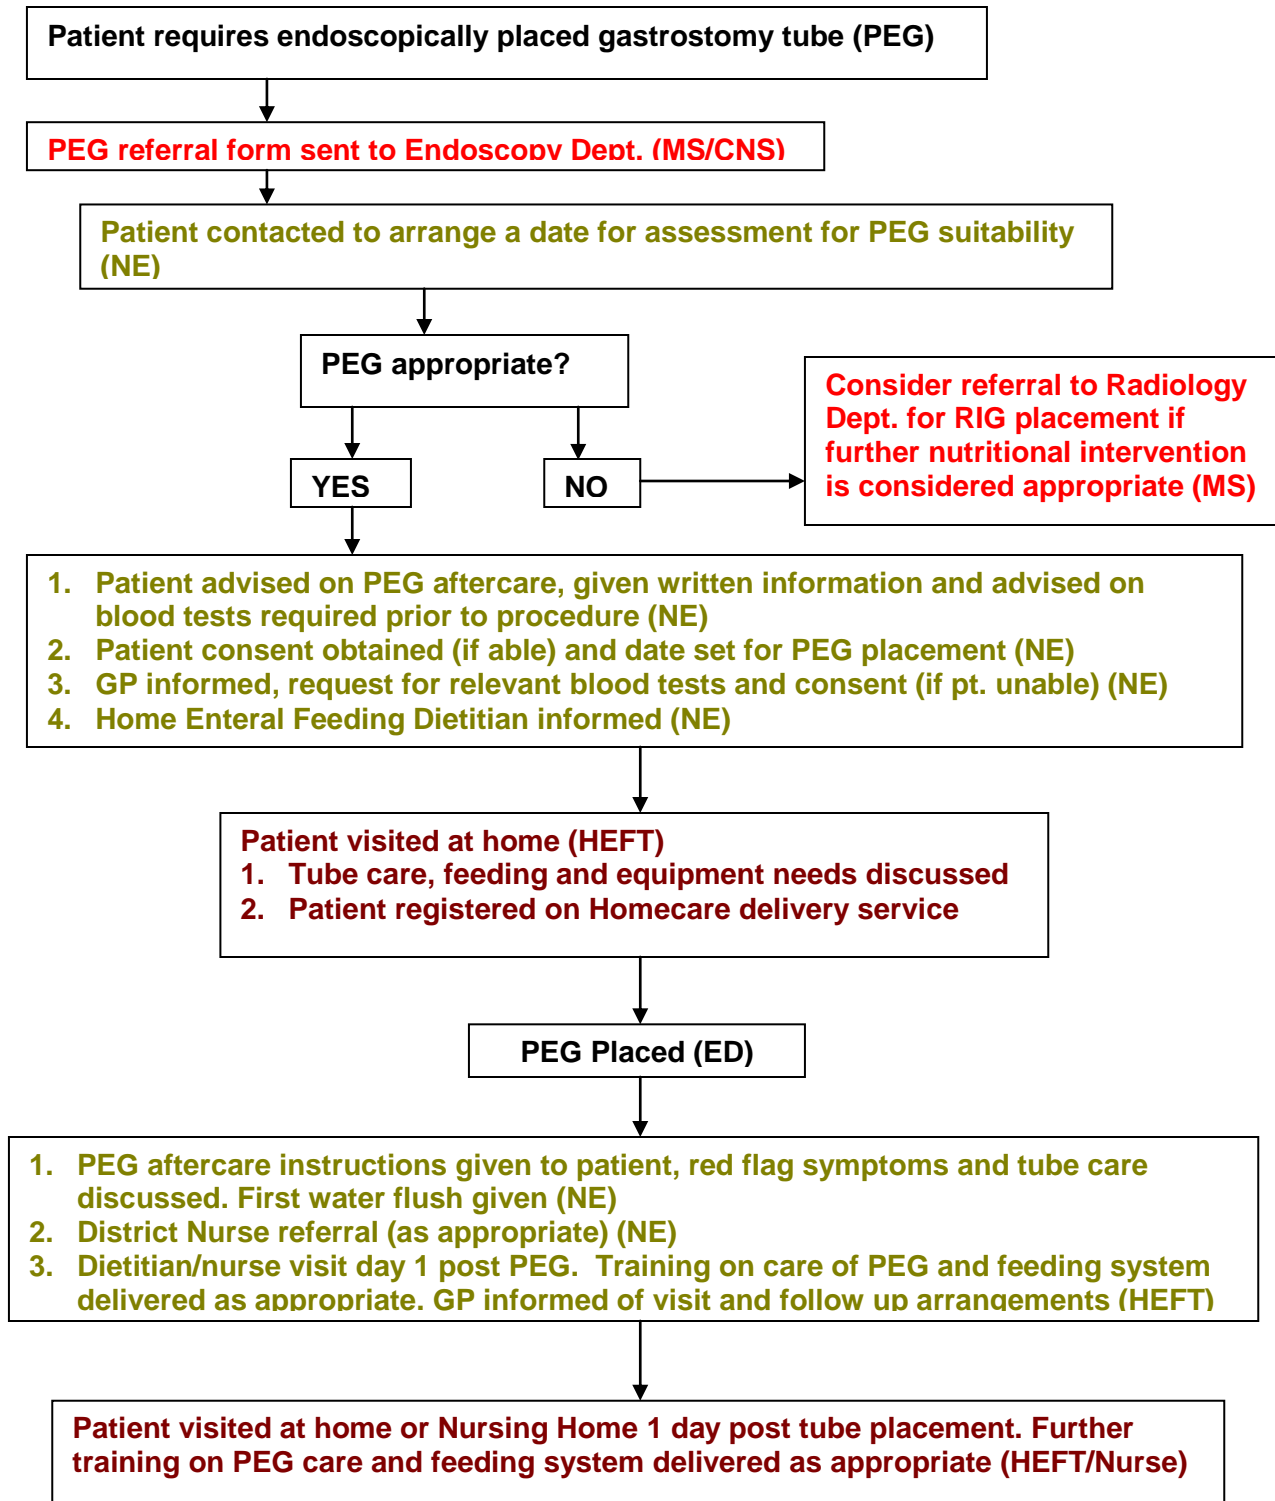 Patient requires endoscopically placed gastrostomy tube (PEG)
PEG referral form sent to Endoscopy Dept. (MS/CNS)
Patient contacted to arrange a date for assessment for PEG suitability
(NE)
PEG appropriate?
Consider referral to Radiology
Dept. for RIG placement if
further nutritional intervention
is considered appropriate (MS)
YES
NO
1. Patient advised on PEG aftercare, given written information and advised on
blood tests required prior to procedure (NE)
2. Patient consent obtained (if able) and date set for PEG placement (NE)
3. GP informed, request for relevant blood tests and consent (if pt. unable) (NE)
4. Home Enteral Feeding Dietitian informed (NE)
Patient visited at home (HEFT)
1. Tube care, feeding and equipment needs discussed
2. Patient registered on Homecare delivery service
PEG Placed (ED)
1. PEG aftercare instructions given to patient, red flag symptoms and tube care
discussed. First water flush given (NE)
2. District Nurse referral (as appropriate) (NE)
3. Dietitian/nurse visit day 1 post PEG. Training on care of PEG and feeding system
delivered as appropriate. GP informed of visit and follow up arrangements (HEFT)
Patient visited at home or Nursing Home 1 day post tube placement. Further
training on PEG care and feeding system delivered as appropriate (HEFT/Nurse)